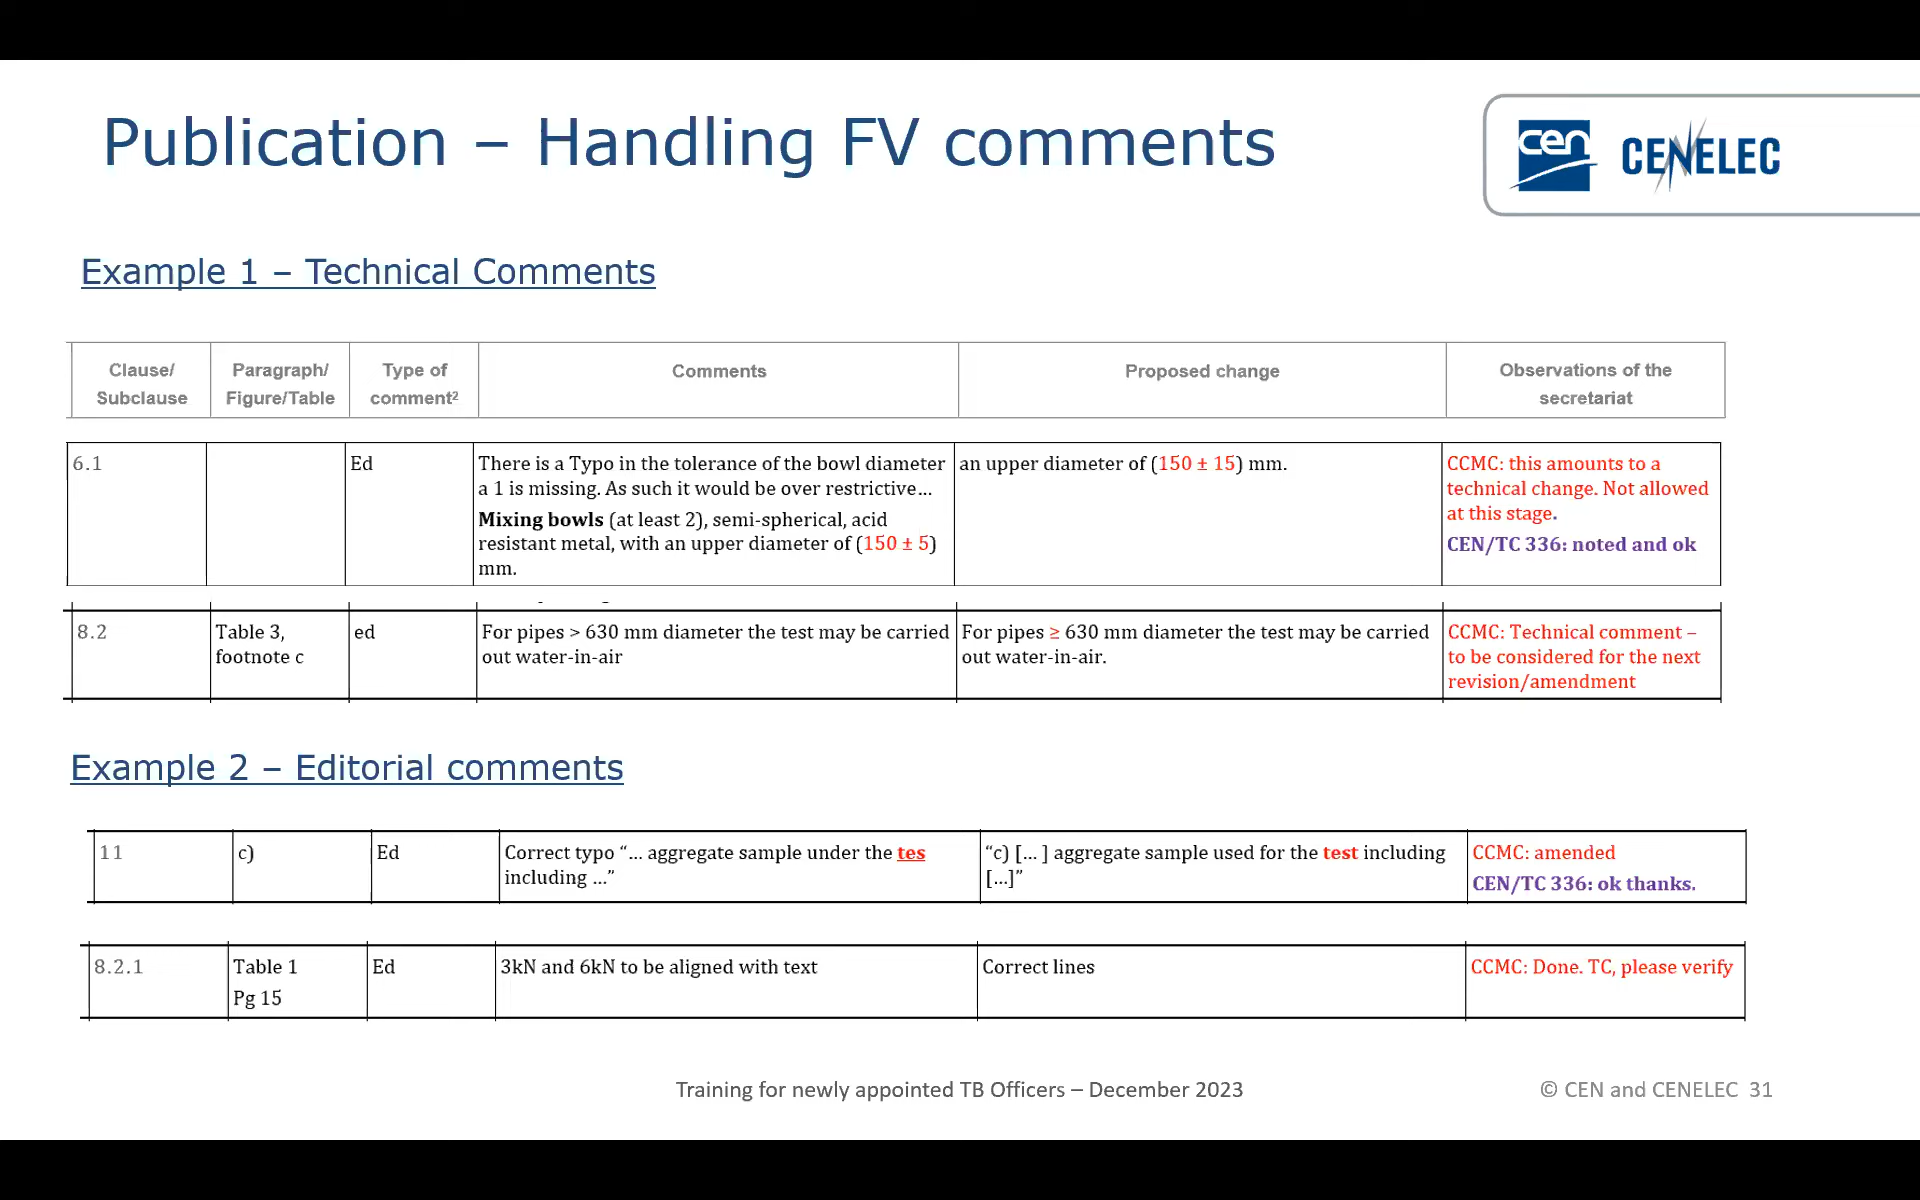 Publication – Handling FV comments
cen CENELEC
Example 1 – Technical Comments
Clause/
Subclause
Paragraph/
Figure/Table
Type of
comment²
Comments
Proposed change
Observations of the
secretariat
6.1
Ed
There is a Typo in the tolerance of the bowl diameter
a 1 is missing. As such it would be over restrictive…
Mixing bowls (at least 2), semi-spherical, acid
resistant metal, with an upper diameter of (150 ± 5)
mm.
an upper diameter of (150 ± 15) mm.
CCMC: this amounts to a
technical change. Not allowed
at this stage.
CEN/TC 336: noted and ok
8.2
Table 3,
footnote c
ed
For pipes > 630 mm diameter the test may be carried
out water-in-air
For pipes ≥ 630 mm diameter the test may be carried
out water-in-air.
CCMC: Technical comment –
to be considered for the next
revision/amendment
Example 2 – Editorial comments
11
c)
Ed
Correct typo “… aggregate sample under the tes
including …”
“c) [… ] aggregate sample used for the test including
[…]”
CCMC: amended
CEN/TC 336: ok thanks.
8.2.1
Table 1
Pg 15
Ed
3kN and 6kN to be aligned with text
Correct lines
CCMC: Done. TC, please verify
Training for newly appointed TB Officers – December 2023
© CEN and CENELEC 31